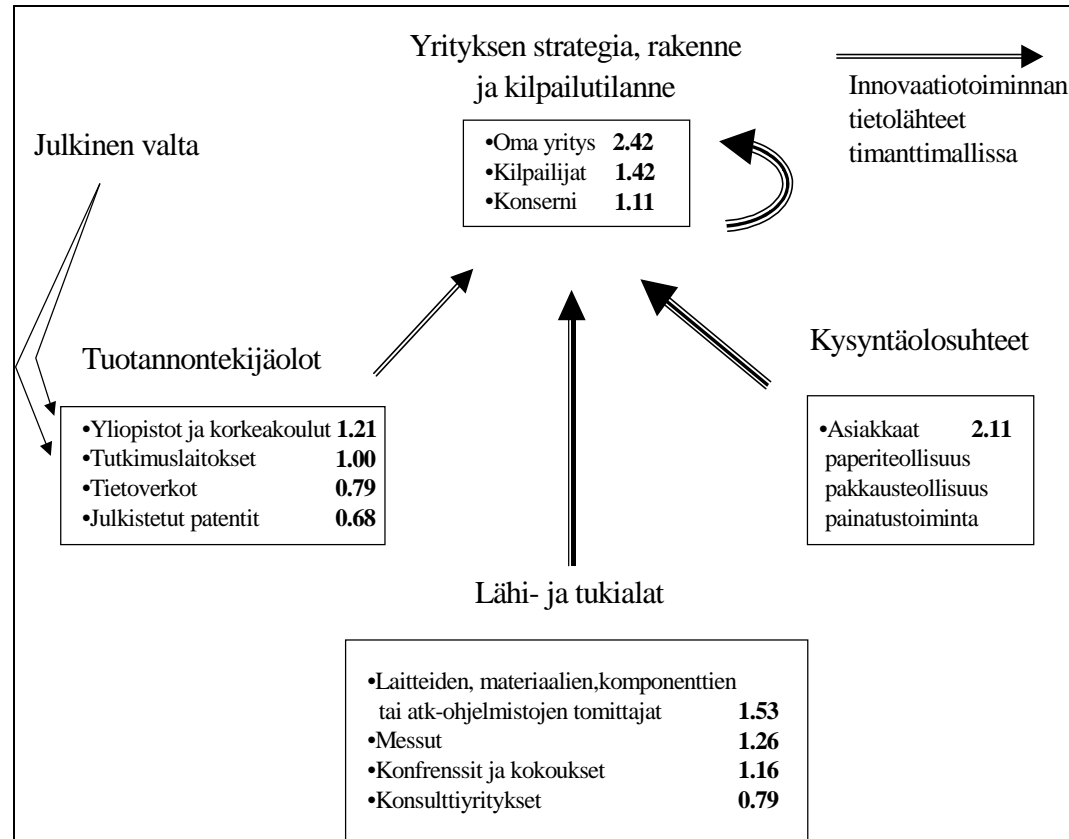 Yrityksen strategia, rakenne
ja kilpailutilanne
•Oma yritys 2.42
•Kilpailijat 1.42
•Konserni 1.11
Innovaatiotoiminnan
tietolähteet
timanttimallissa
Julkinen valta
Tuotannontekijäolot
•Yliopistot ja korkeakoulut 1.21
•Tutkimuslaitokset 1.00
•Tietoverkot 0.79
•Julkistetut patentit 0.68
Kysyntäolosuhteet
•Asiakkaat 2.11
paperiteollisuus
pakkausteollisuus
painatustoiminta
Lähi- ja tukialat
•Laitteiden, materiaalien,komponenttien
tai atk-ohjelmistojen tomittajat 1.53
•Messut 1.26
•Konfrenssit ja kokoukset 1.16
•Konsulttiyritykset 0.79